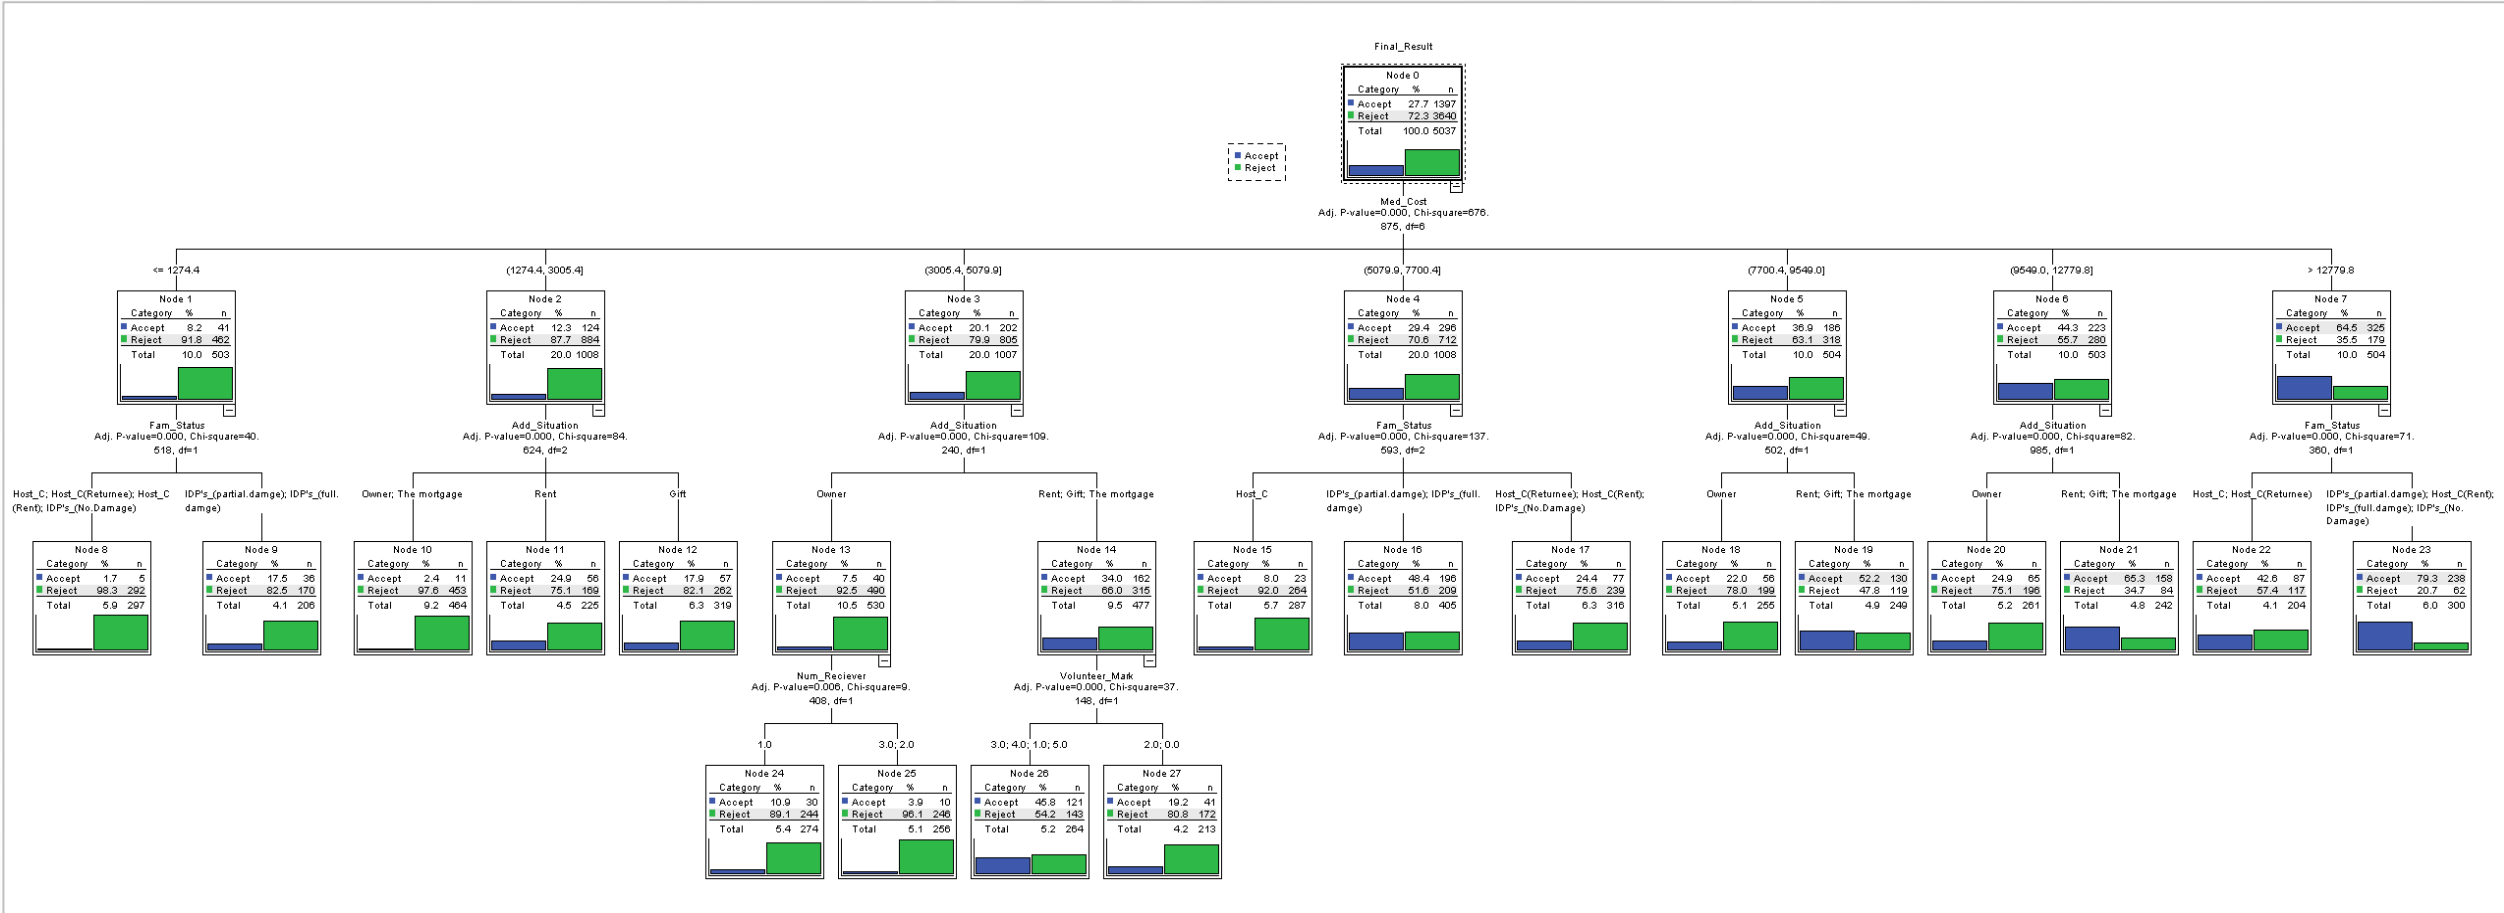 Final_Result
Node 0
Category % n
Accept 27.7 1397
Reject 72.3 3640
Total 100.0 5037
Accept
Reject
Med_Cost
Adj. P-value=0.000, Chi-square=676.
875, df=6
<= 1274.4
(1274.4, 3005.4]
(3005.4, 5079.9]
(5079.9, 7700.4]
(7700.4, 9549.0]
(9549.0, 12779.8]
> 12779.8
Node 1
Category % n
Accept 8.2 41
Reject 91.8 462
Total 10.0 503
Node 2
Category % n
Accept 12.3 124
Reject 87.7 884
Total 20.0 1008
Node 3
Category % n
Accept 20.1 202
Reject 79.9 805
Total 20.0 1007
Node 4
Category % n
Accept 29.4 296
Reject 70.6 712
Total 20.0 1008
Node 5
Category % n
Accept 36.9 186
Reject 63.1 318
Total 10.0 504
Node 6
Category % n
Accept 44.3 223
Reject 55.7 280
Total 10.0 503
Node 7
Category % n
Accept 64.5 325
Reject 35.5 179
Total 10.0 504
Fam_Status
Adj. P-value=0.000, Chi-square=40.
518, df=1
Add_Situation
Adj. P-value=0.000, Chi-square=84.
624, df=2
Add_Situation
Adj. P-value=0.000, Chi-square=109.
240, df=1
Fam_Status
Adj. P-value=0.000, Chi-square=137.
593, df=2
Add_Situation
Adj. P-value=0.000, Chi-square=49.
502, df=1
Add_Situation
Adj. P-value=0.000, Chi-square=82.
985, df=1
Fam_Status
Adj. P-value=0.000, Chi-square=71.
360, df=1
Host_C; Host_C(Returnee); Host_C
(Rent); IDP's_(No.Damage)
IDP's_(partial.damge); IDP's_(full.
damge)
Owner; The mortgage
Rent
Gift
Owner
Rent; Gift; The mortgage
Host_C
IDP's_(partial.damge); IDP's_(full.
damge)
Host_C(Returnee); Host_C(Rent);
IDP's_(No.Damage)
Owner
Rent; Gift; The mortgage
Owner
Rent; Gift; The mortgage
Host_C; Host_C(Returnee)
IDP's_(partial.damge); Host_C(Rent);
IDP's_(full.damge); IDP's_(No.
Damage)
Node 8
Category % n
Accept 1.7 5
Reject 98.3 292
Total 5.9 297
Node 9
Category % n
Accept 17.5 36
Reject 82.5 170
Total 4.1 206
Node 10
Category % n
Accept 2.4 11
Reject 97.6 453
Total 9.2 464
Node 11
Category % n
Accept 24.9 56
Reject 75.1 169
Total 4.5 225
Node 12
Category % n
Accept 17.9 57
Reject 82.1 262
Total 6.3 319
Node 13
Category % n
Accept 7.5 40
Reject 92.5 490
Total 10.5 530
Node 14
Category % n
Accept 34.0 162
Reject 66.0 315
Total 9.5 477
Node 15
Category % n
Accept 8.0 23
Reject 92.0 264
Total 5.7 287
Node 16
Category % n
Accept 48.4 196
Reject 51.6 209
Total 8.0 405
Node 17
Category % n
Accept 24.4 77
Reject 75.6 239
Total 6.3 316
Node 18
Category % n
Accept 22.0 56
Reject 78.0 199
Total 5.1 255
Node 19
Category % n
Accept 52.2 130
Reject 47.8 119
Total 4.9 249
Node 20
Category % n
Accept 24.9 65
Reject 75.1 196
Total 5.2 261
Node 21
Category % n
Accept 65.3 158
Reject 34.7 84
Total 4.8 242
Node 22
Category % n
Accept 42.6 87
Reject 57.4 117
Total 4.1 204
Node 23
Category % n
Accept 79.3 238
Reject 20.7 62
Total 6.0 300
Num_Reciever
Adj. P-value=0.006, Chi-square=9.
408, df=1
Volunteer_Mark
Adj. P-value=0.000, Chi-square=37.
148, df=1
1.0
3.0; 2.0
3.0; 4.0; 1.0; 5.0
2.0; 0.0
Node 24
Category % n
Accept 10.9 30
Reject 89.1 244
Total 5.4 274
Node 25
Category % n
Accept 3.9 10
Reject 96.1 246
Total 5.1 256
Node 26
Category % n
Accept 45.8 121
Reject 54.2 143
Total 5.2 264
Node 27
Category % n
Accept 19.2 41
Reject 80.8 172
Total 4.2 213